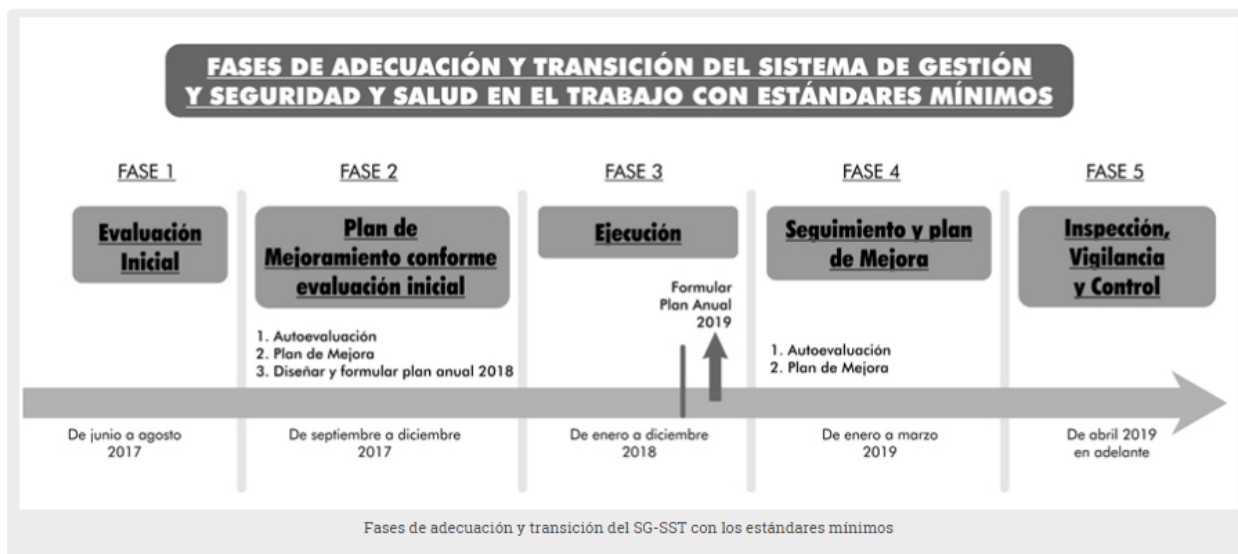 FASES DE ADECUACIÓN Y TRANSICIÓN DEL SISTEMA DE GESTIÓN
Y SEGURIDAD Y SALUD EN EL TRABAJO CON ESTÁNDARES MÍNIMOS
FASE 1
Evaluación
Inicial
De junio a agosto
2017
FASE 2
Plan de
Mejoramiento conforme
evaluación inicial
1. Autoevaluación
2. Plan de Mejora
3. Diseñar y formular plan anual 2018
De septiembre a diciembre
2017
FASE 3
Ejecución
Formular
Plan Anual
2019
De enero a diciembre
2018
FASE 4
Seguimiento y plan
de Mejora
1. Autoevaluación
2. Plan de Mejora
De enero a marzo
2019
FASE 5
Inspección,
Vigilancia
y Control
De abril 2019
en adelante
Fases de adecuación y transición del SG-SST con los estándares mínimos